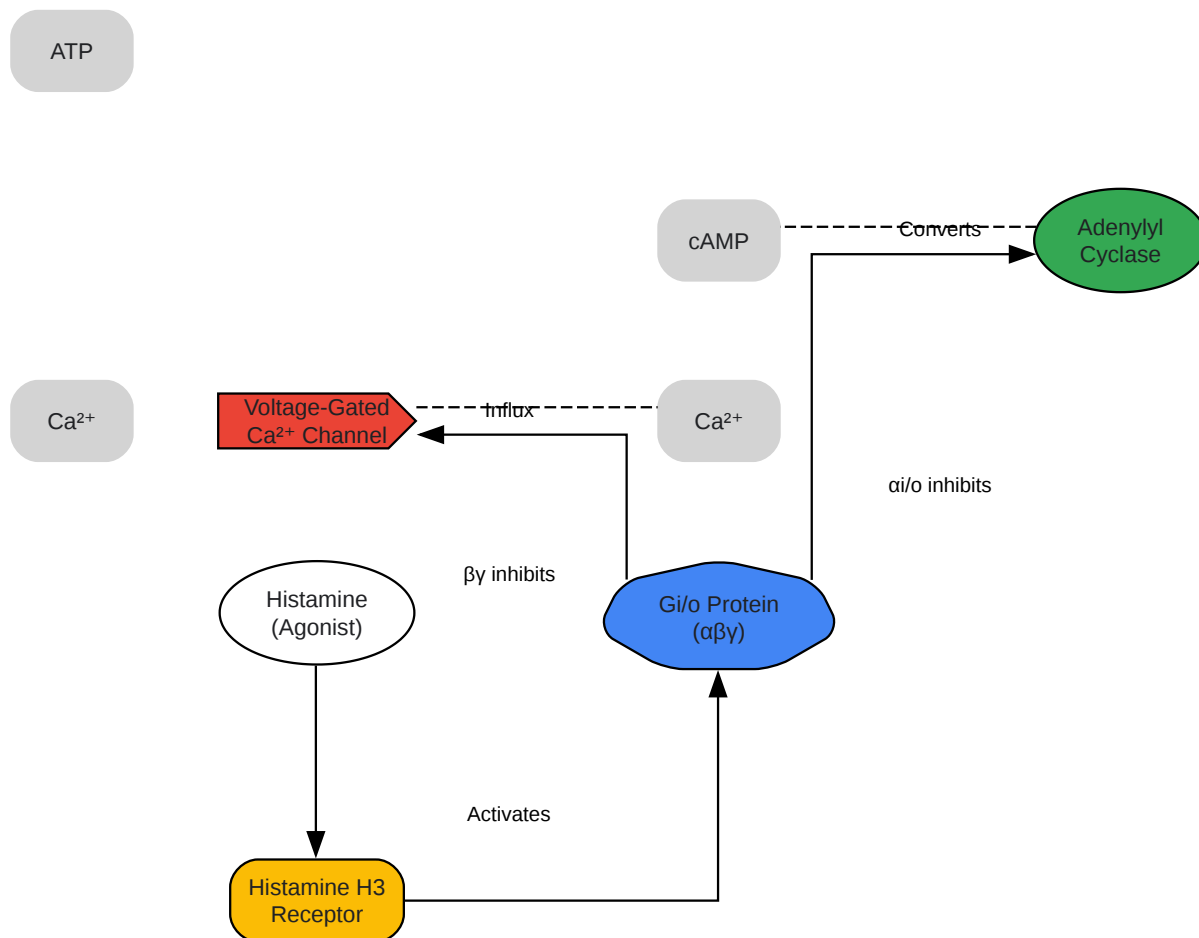 ATP
cAMP
Converts
Adenylyl
Cyclase
Ca²⁺
Voltage-Gated
Ca²⁺ Channel
Influx
Ca²⁺
αi/o inhibits
βγ inhibits
Histamine
(Agonist)
Gi/o Protein
(αβγ)
Activates
Histamine H3
Receptor